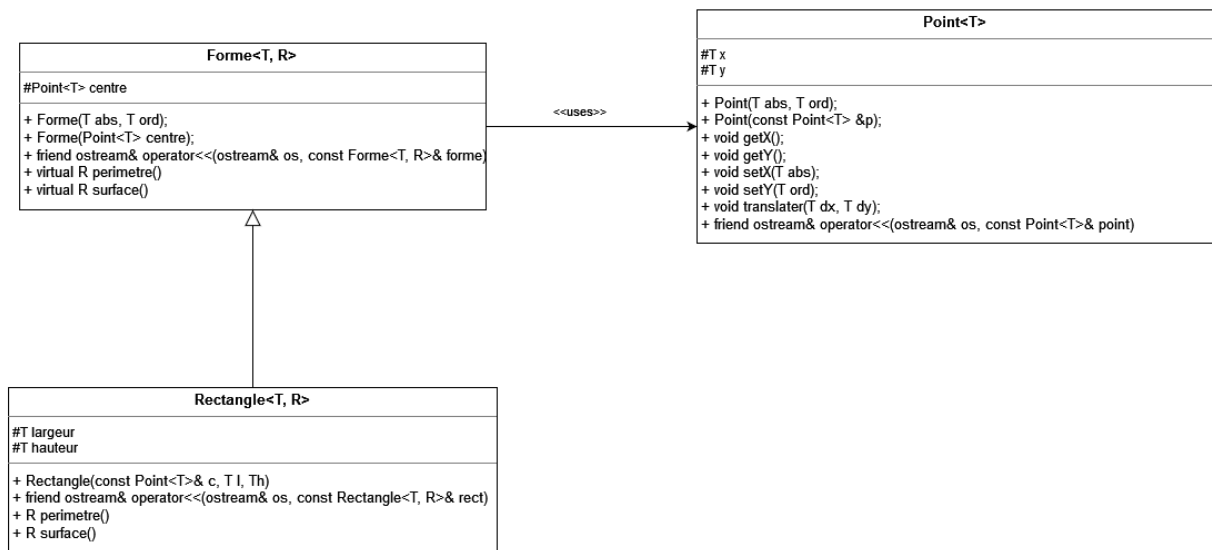 Forme<T, R>
#Point<T> centre
+ Forme(T abs, T ord);
+ Forme(Point<T> centre);
+ friend ostream& operator<<(ostream& os, const Forme<T, R>& forme)
+ virtual R perimetre()
+ virtual R surface()
<<uses>>
Point<T>
#T x
#T y
+ Point(T abs, T ord);
+ Point(const Point<T> &p);
+ void getX();
+ void getY();
+ void setX(T abs);
+ void setY(T ord);
+ void translater(T dx, T dy);
+ friend ostream& operator<<(ostream& os, const Point<T>& point)
Rectangle<T, R>
#T largeur
#T hauteur
+ Rectangle(const Point<T>& c, T l, Th)
+ friend ostream& operator<<(ostream& os, const Rectangle<T, R>& rect)
+ R perimetre()
+ R surface()